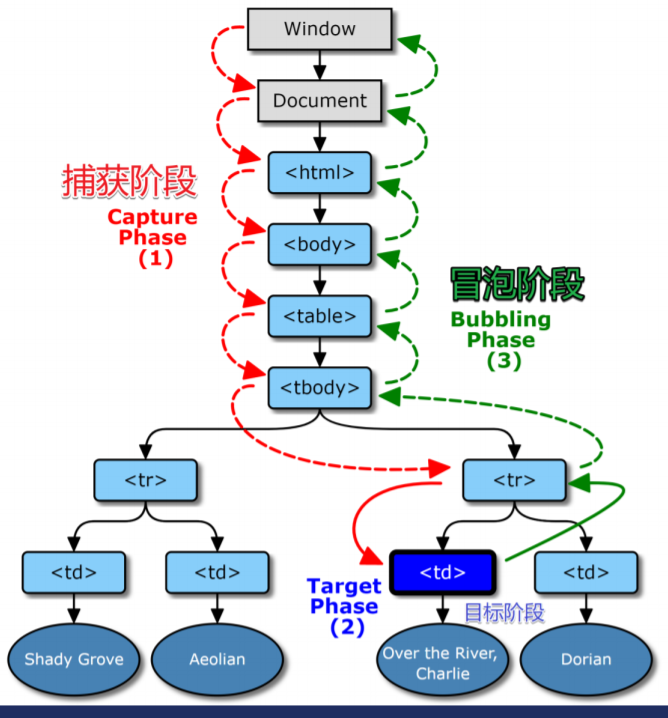 Window
Document
<html>
捕获阶段
Capture
Phase
(1)
<body>
冒泡阶段
<table>
Bubbling
Phase
(3)
<tbody>
<tr>
<tr>
<td>
<td>
<td>
<td>
Target
Phase
(2)
目标阶段
Shady Grove
Aeolian
Over the River,
Charlie
Dorian